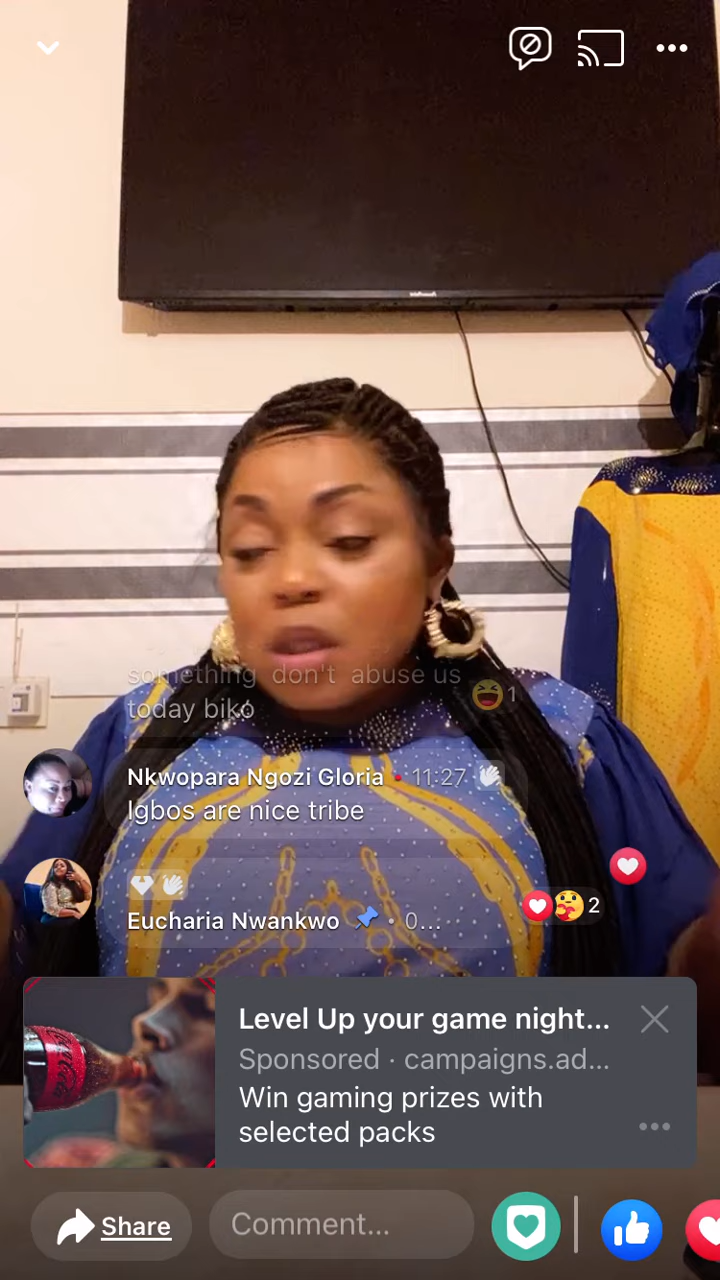 something don't abuse us
1
today biko
Nkwopara Ngozi Gloria • 11:27
Igbos are nice tribe
Eucharia Nwankwo • 0...
2
Level Up your game night...
Sponsored · campaigns.ad...
Win gaming prizes with
selected packs
Share
Comment...